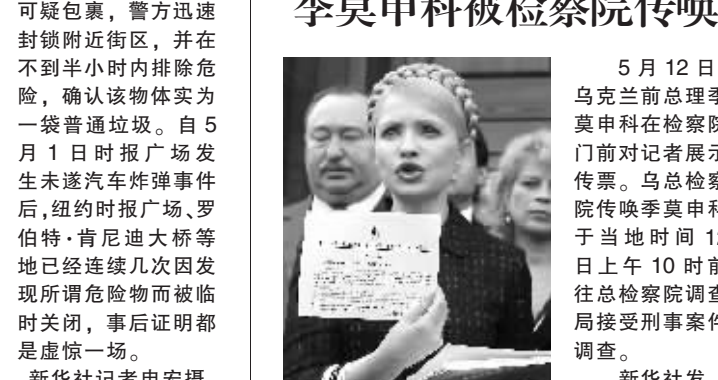 可疑包裹，警方迅速
封锁附近街区，并在
不到半小时内排除危
险，确认该物体实为
一袋普通垃圾。自 5
月 1 日时报广场发
生未遂汽车炸弹事件
后，纽约时报广场、罗
伯特·肯尼迪大桥等
地已经连续几次因发
现所谓危险物而被临
时关闭，事后证明都
是虚惊一场。
新华社记者申宏摄
季莫申科被检察院传唤
5 月 12 日
乌克兰前总理季
莫申科在检察院
门前对记者展示
传票。乌总检察
院传唤季莫申科
于当地时间 12
日上午 10 时前
往总检察院调查
局接受刑事案件
调查。
新华社发